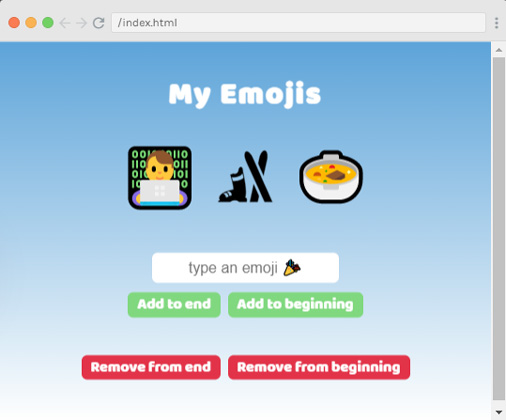 /index.html
My Emojis
type an emoji 🎉
Add to end Add to beginning
Remove from end Remove from beginning